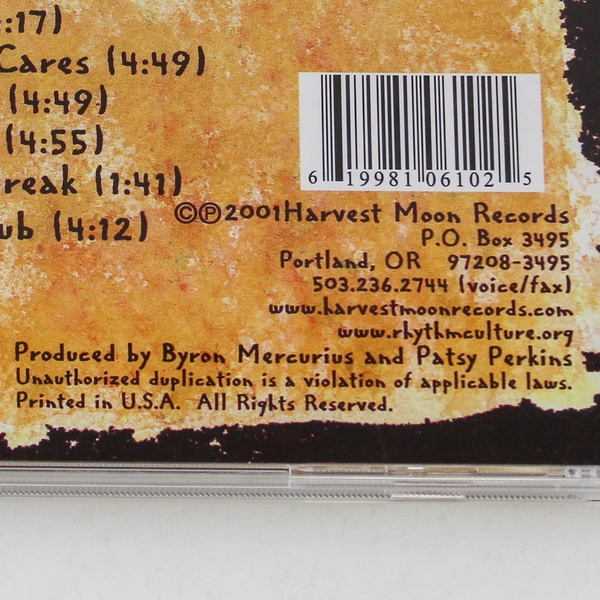 :17)
Cares (4:49)
(4:49)
(4:55)
reak (1:41)
ub (4:12)
6 19981 06102 5
©℗2001Harvest Moon Records
P.O. Box 3495
Portland, OR 97208-3495
503.236.2744 (voice/fax)
www.harvestmoonrecords.com
www.rhythmculture.org
Produced by Byron Mercurius and Patsy Perkins
Unauthorized duplication is a violation of applicable laws.
Printed in U.S.A. All Rights Reserved.